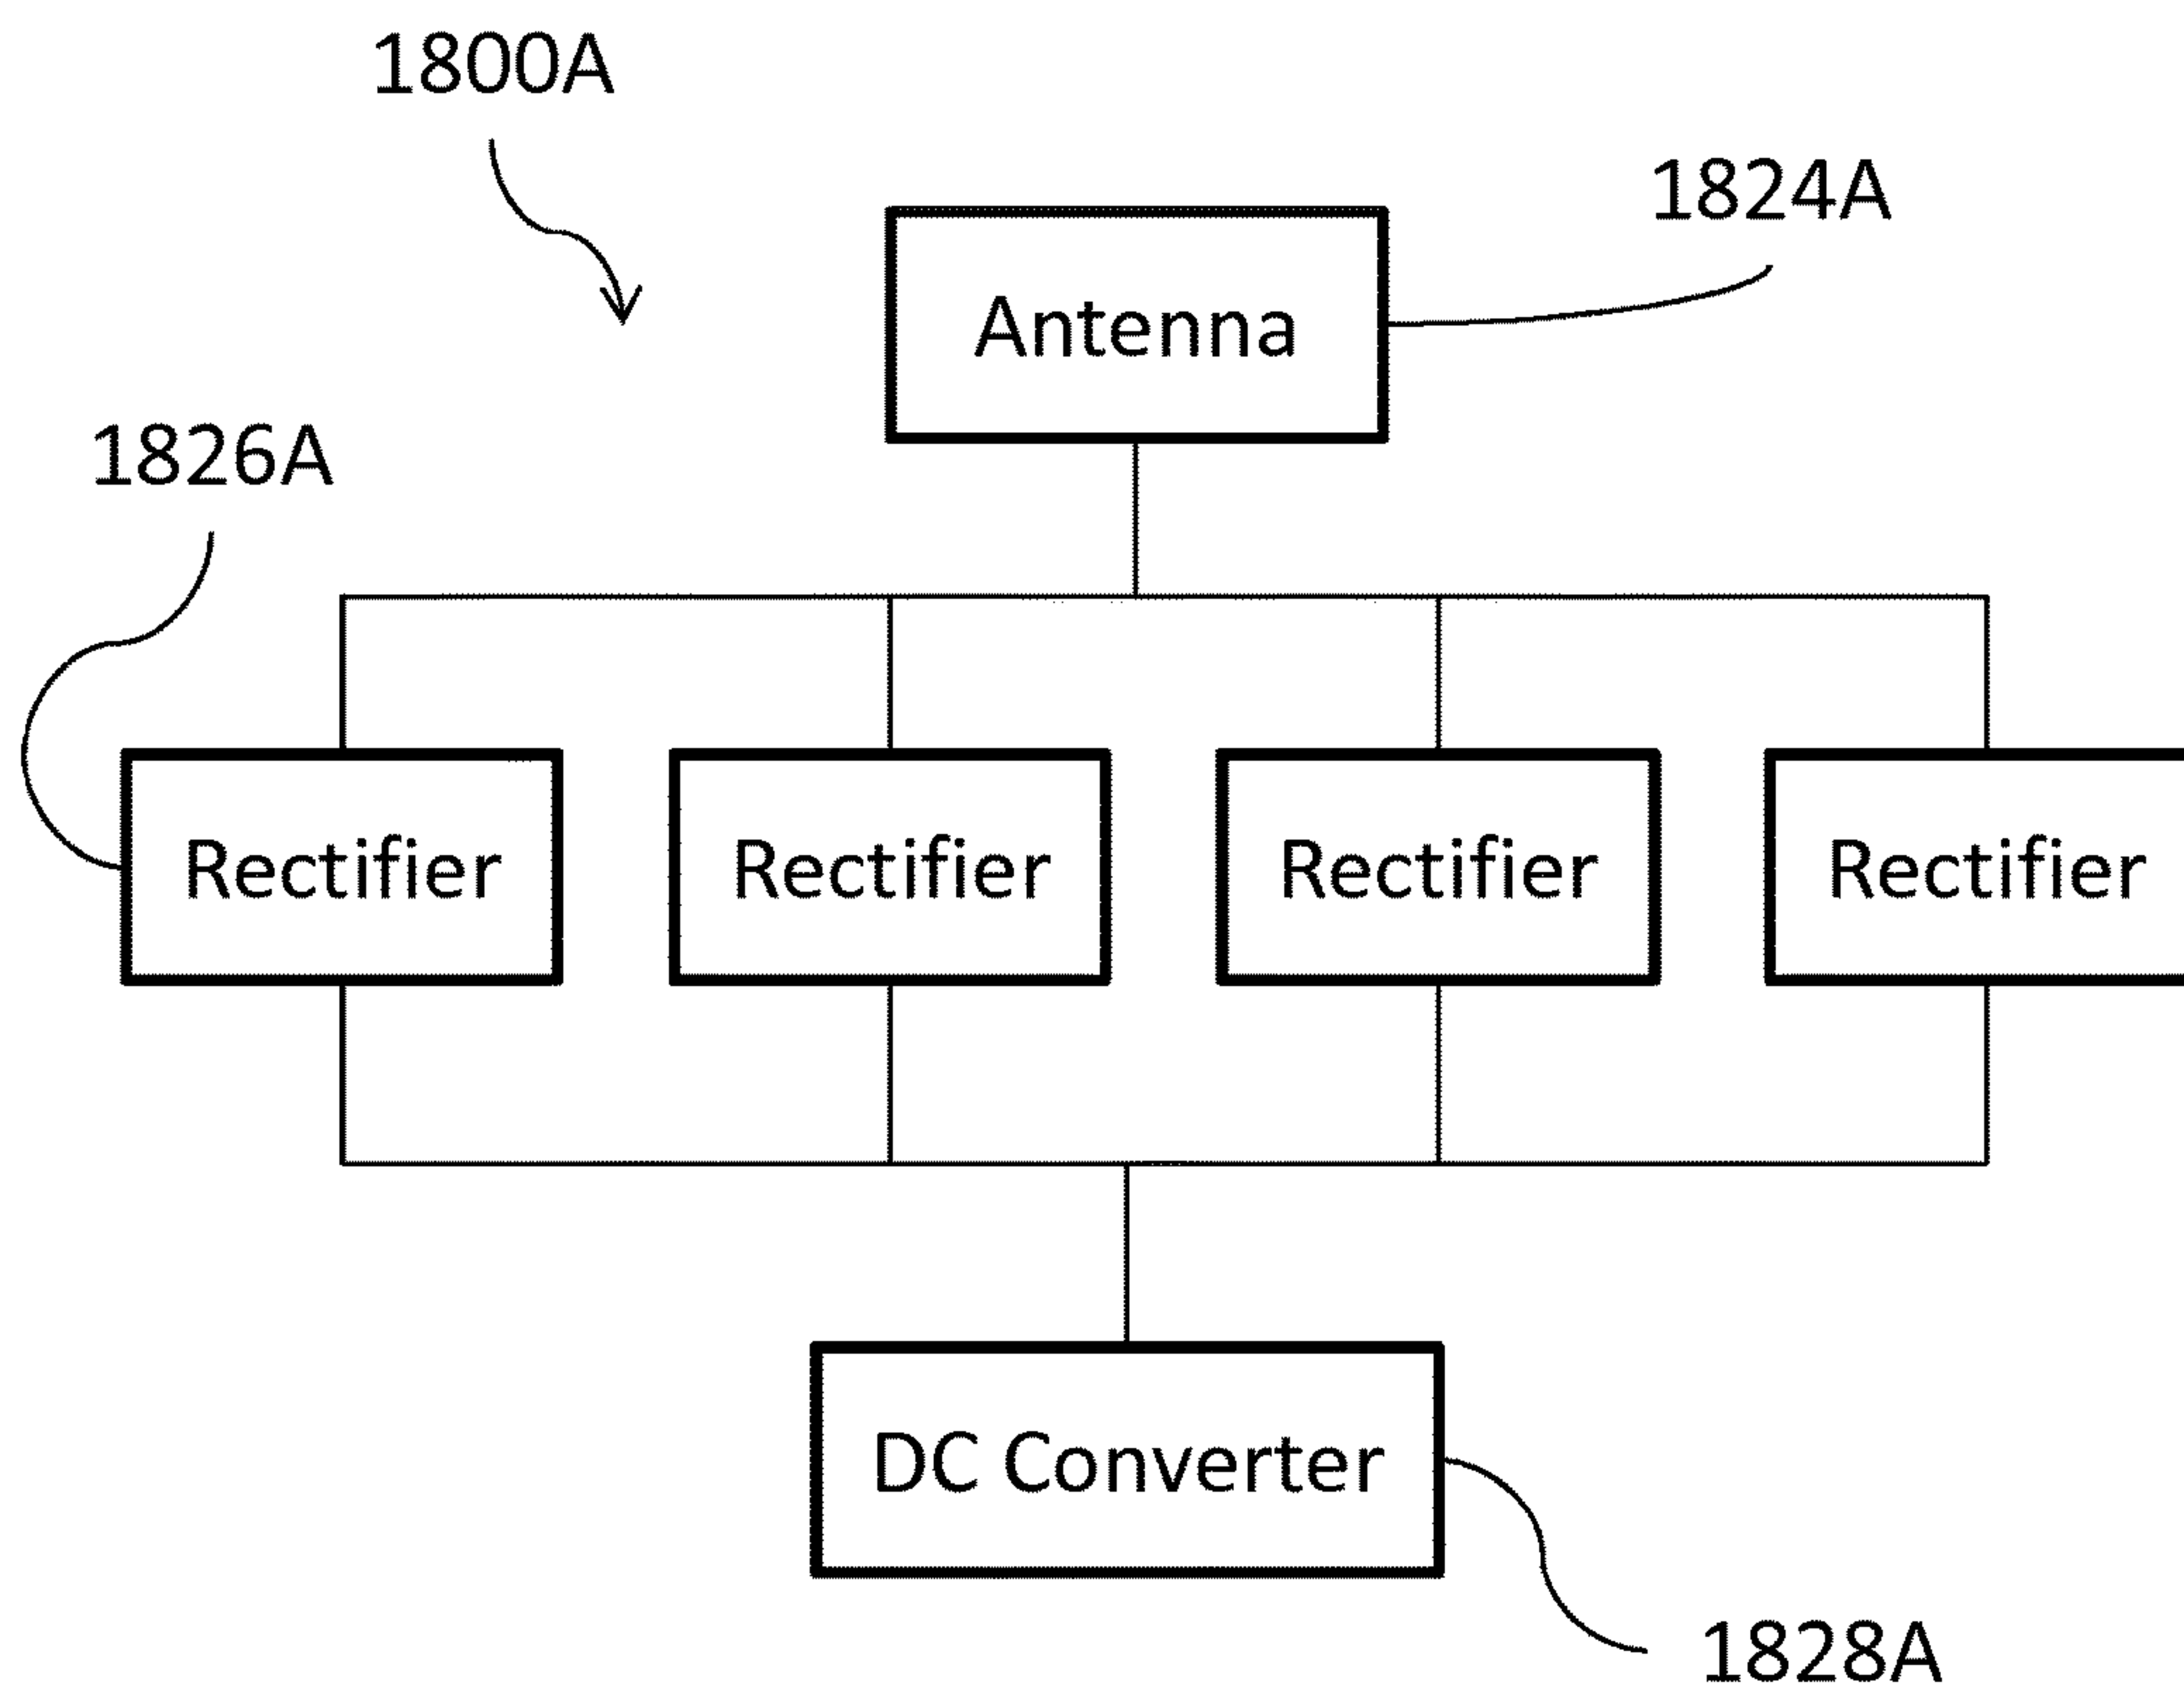 1800A
1824A
Antenna
1826A
Rectifier Rectifier Rectifier Rectifier
DC Converter
1828A